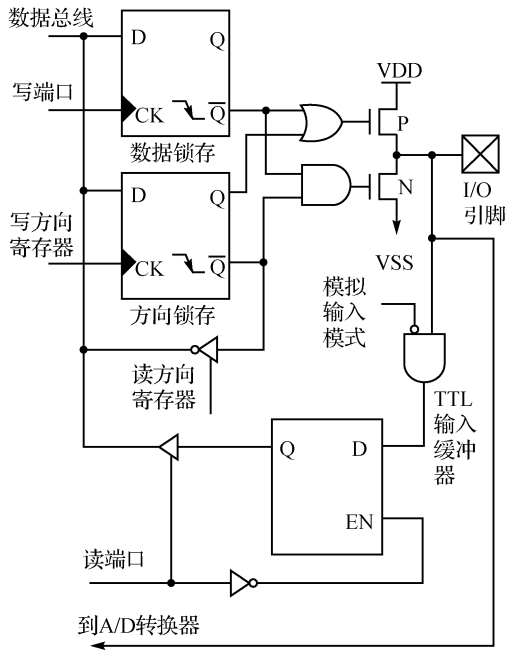 数据总线
D
Q
VDD
写端口
CK
Q
P
数据锁存
D
Q
N
I/O
引脚
写方向
寄存器
CK
Q
VSS
方向锁存
模拟
输入
模式
读方向
寄存器
TTL
输入
缓冲
器
Q
D
EN
读端口
到A/D转换器